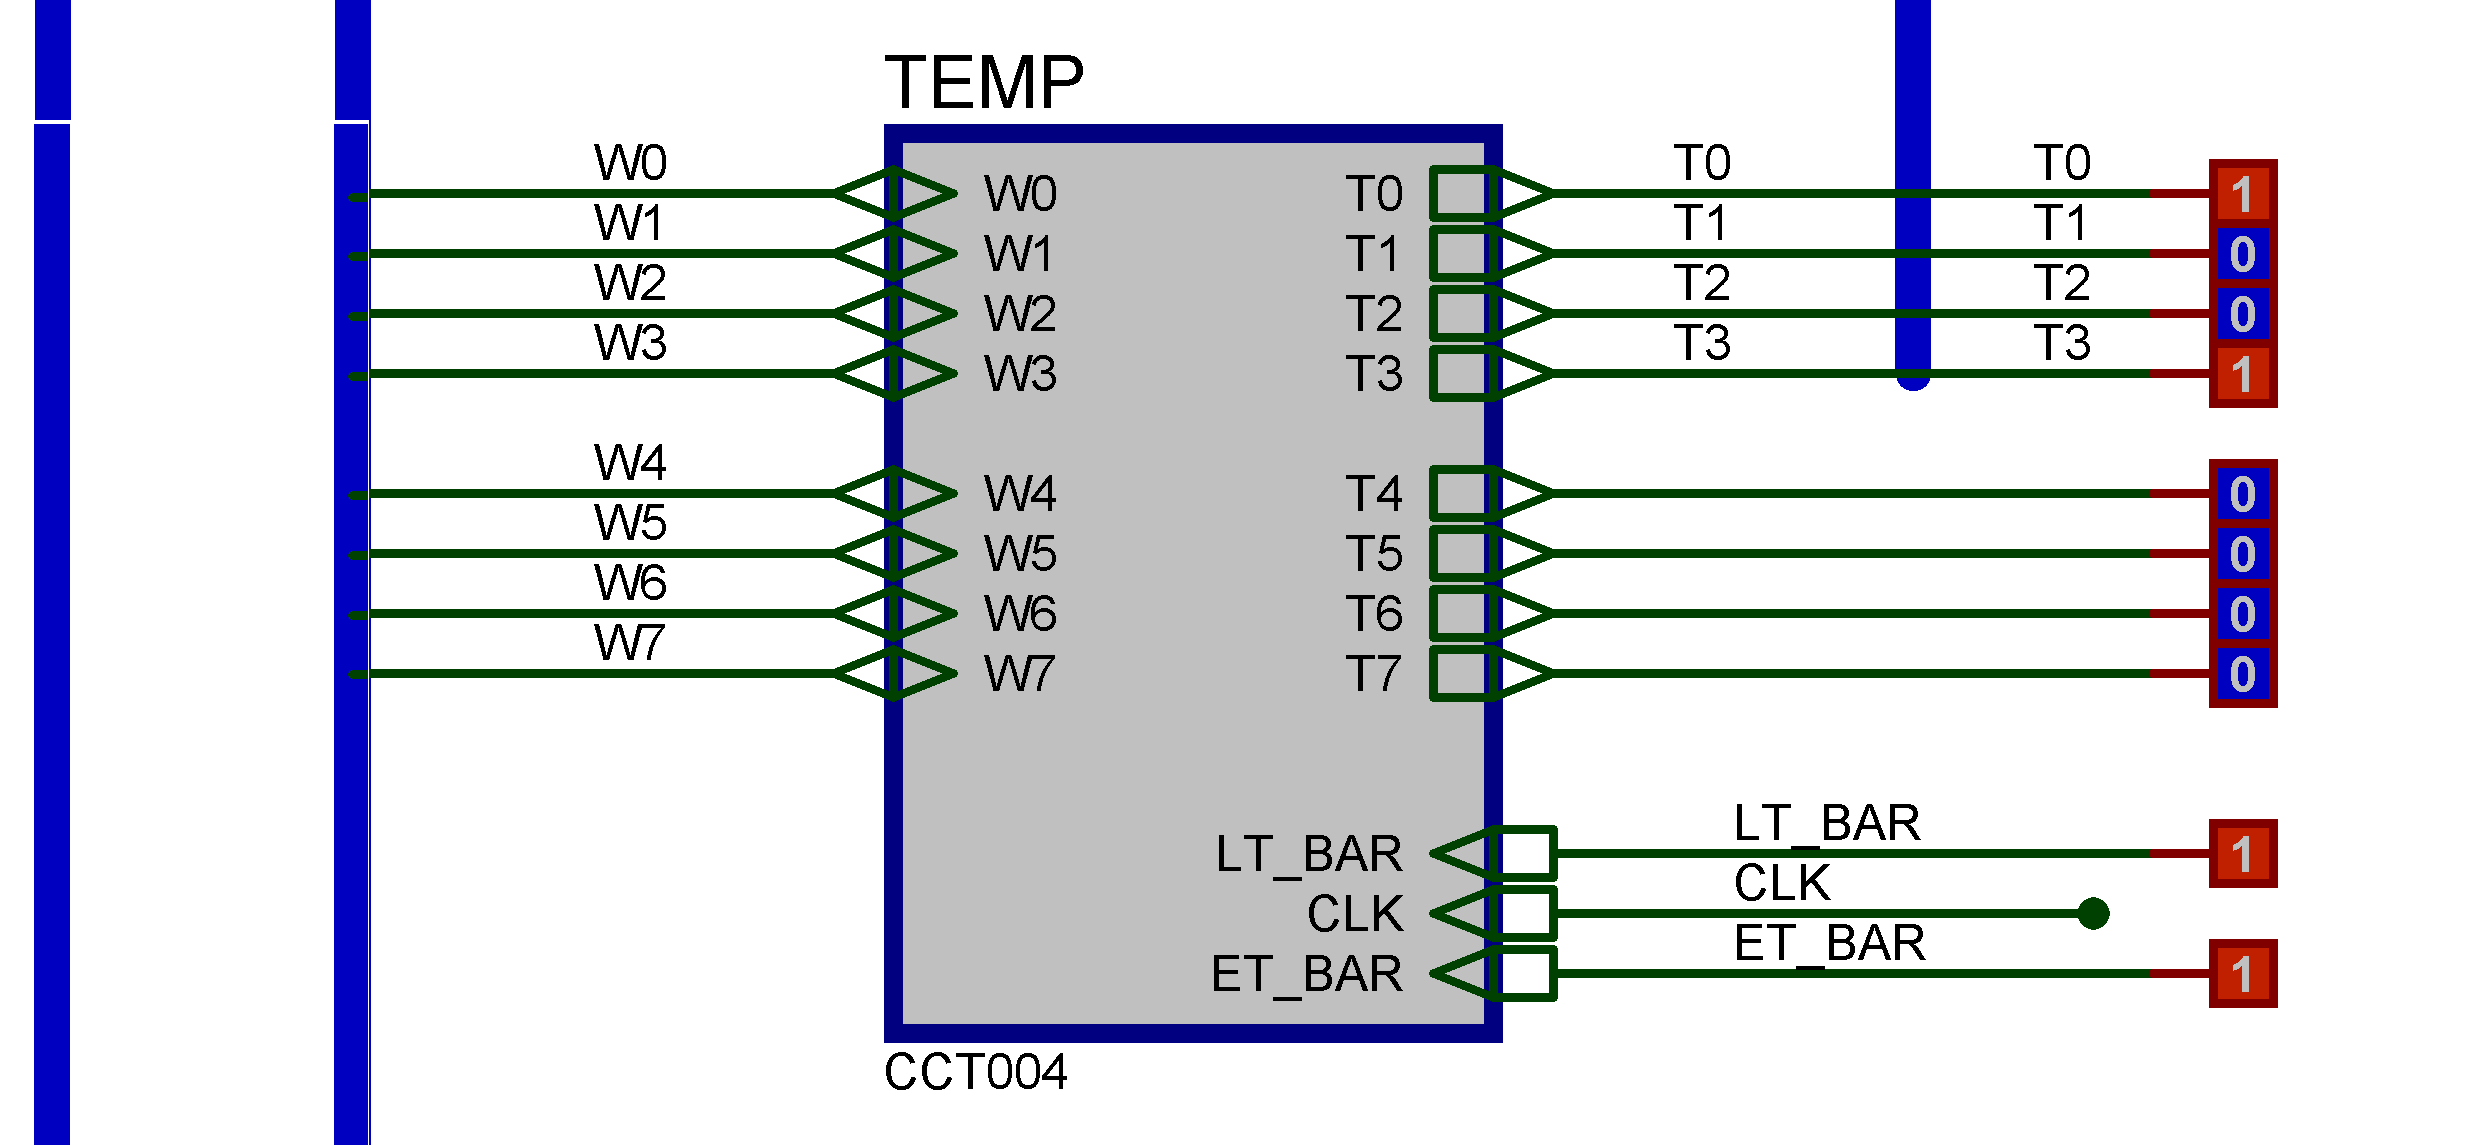 TEMP
W0 W0 T0 T0 T0 1
W1 W1 T1 T1 T1 0
W2 W2 T2 T2 T2 0
W3 W3 T3 T3 T3 1
W4 W4 T4 0
W5 W5 T5 0
W6 W6 T6 0
W7 W7 T7 0
LT_BAR LT_BAR 1
CLK CLK
ET_BAR ET_BAR 1
CCT004